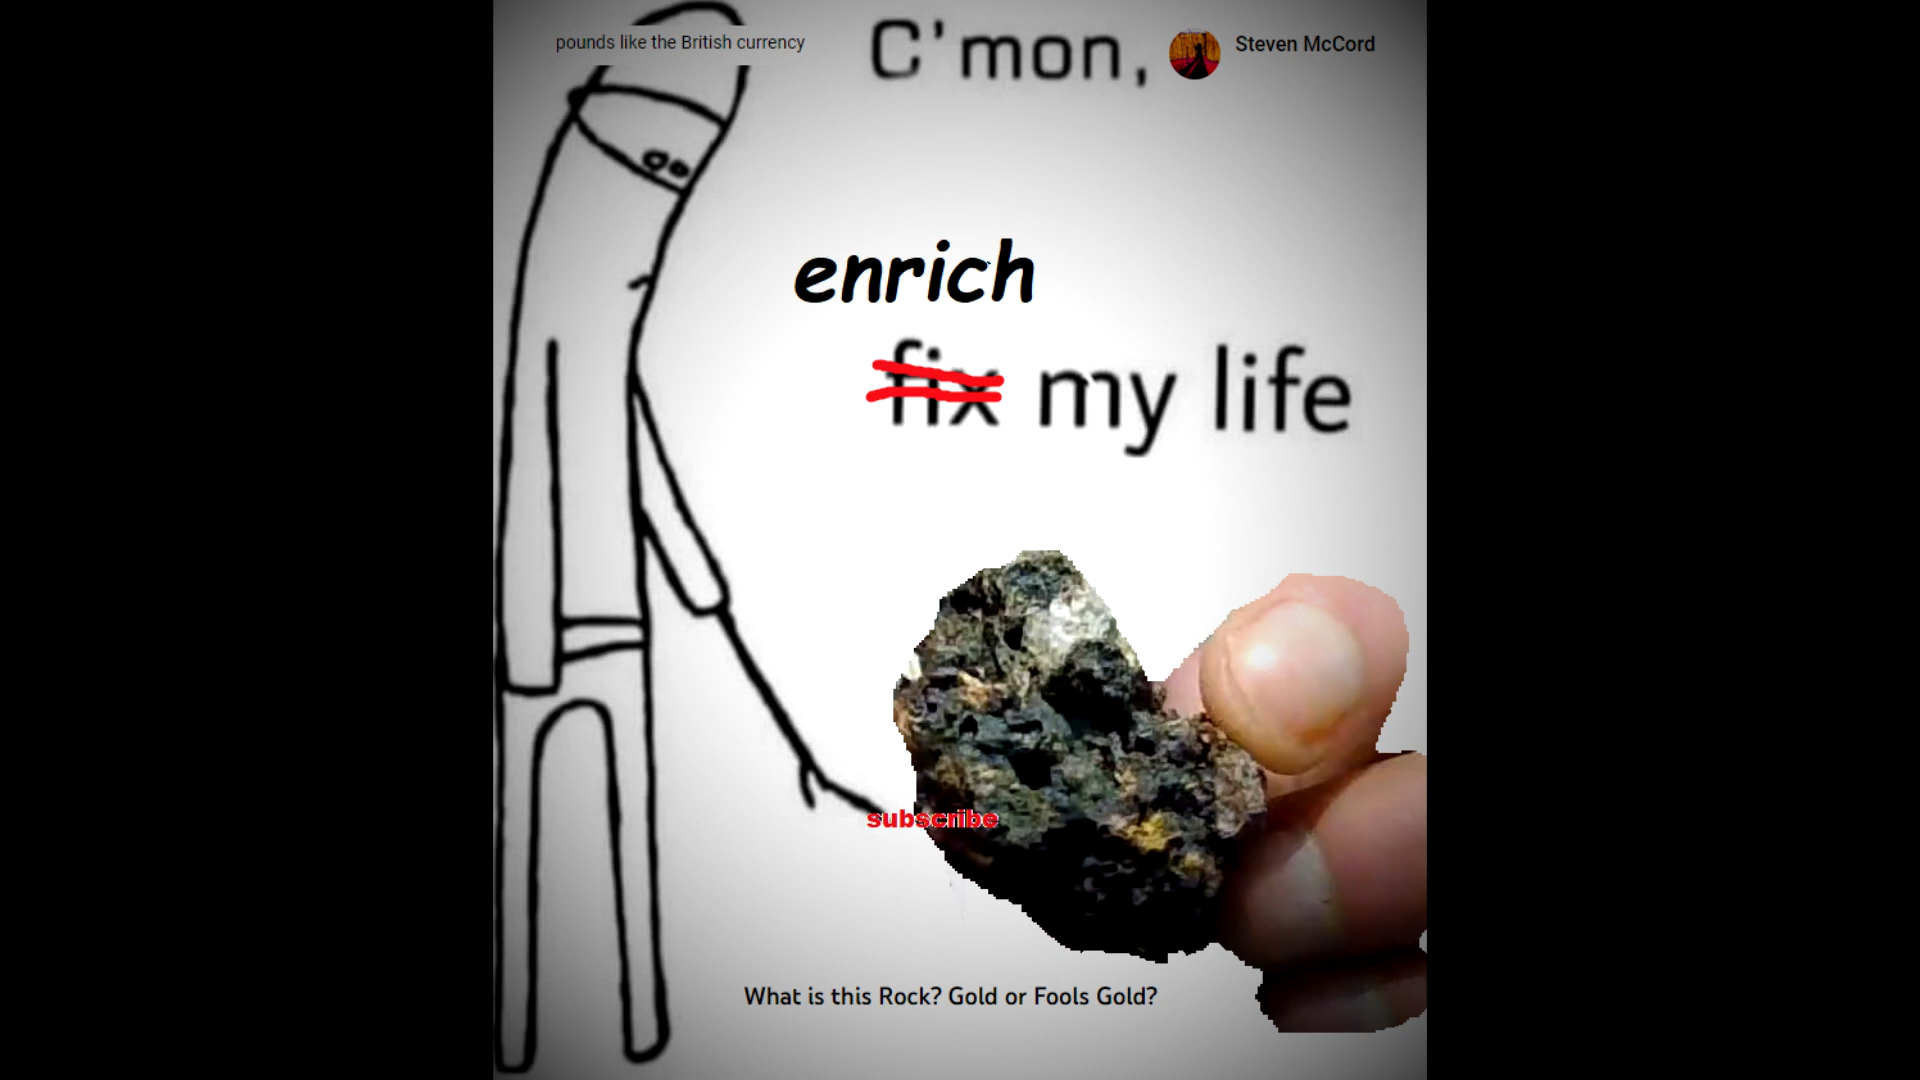 pounds like the British currency
C'mon, Steven McCord
enrich
fix my life
subscribe
What is this Rock? Gold or Fools Gold?